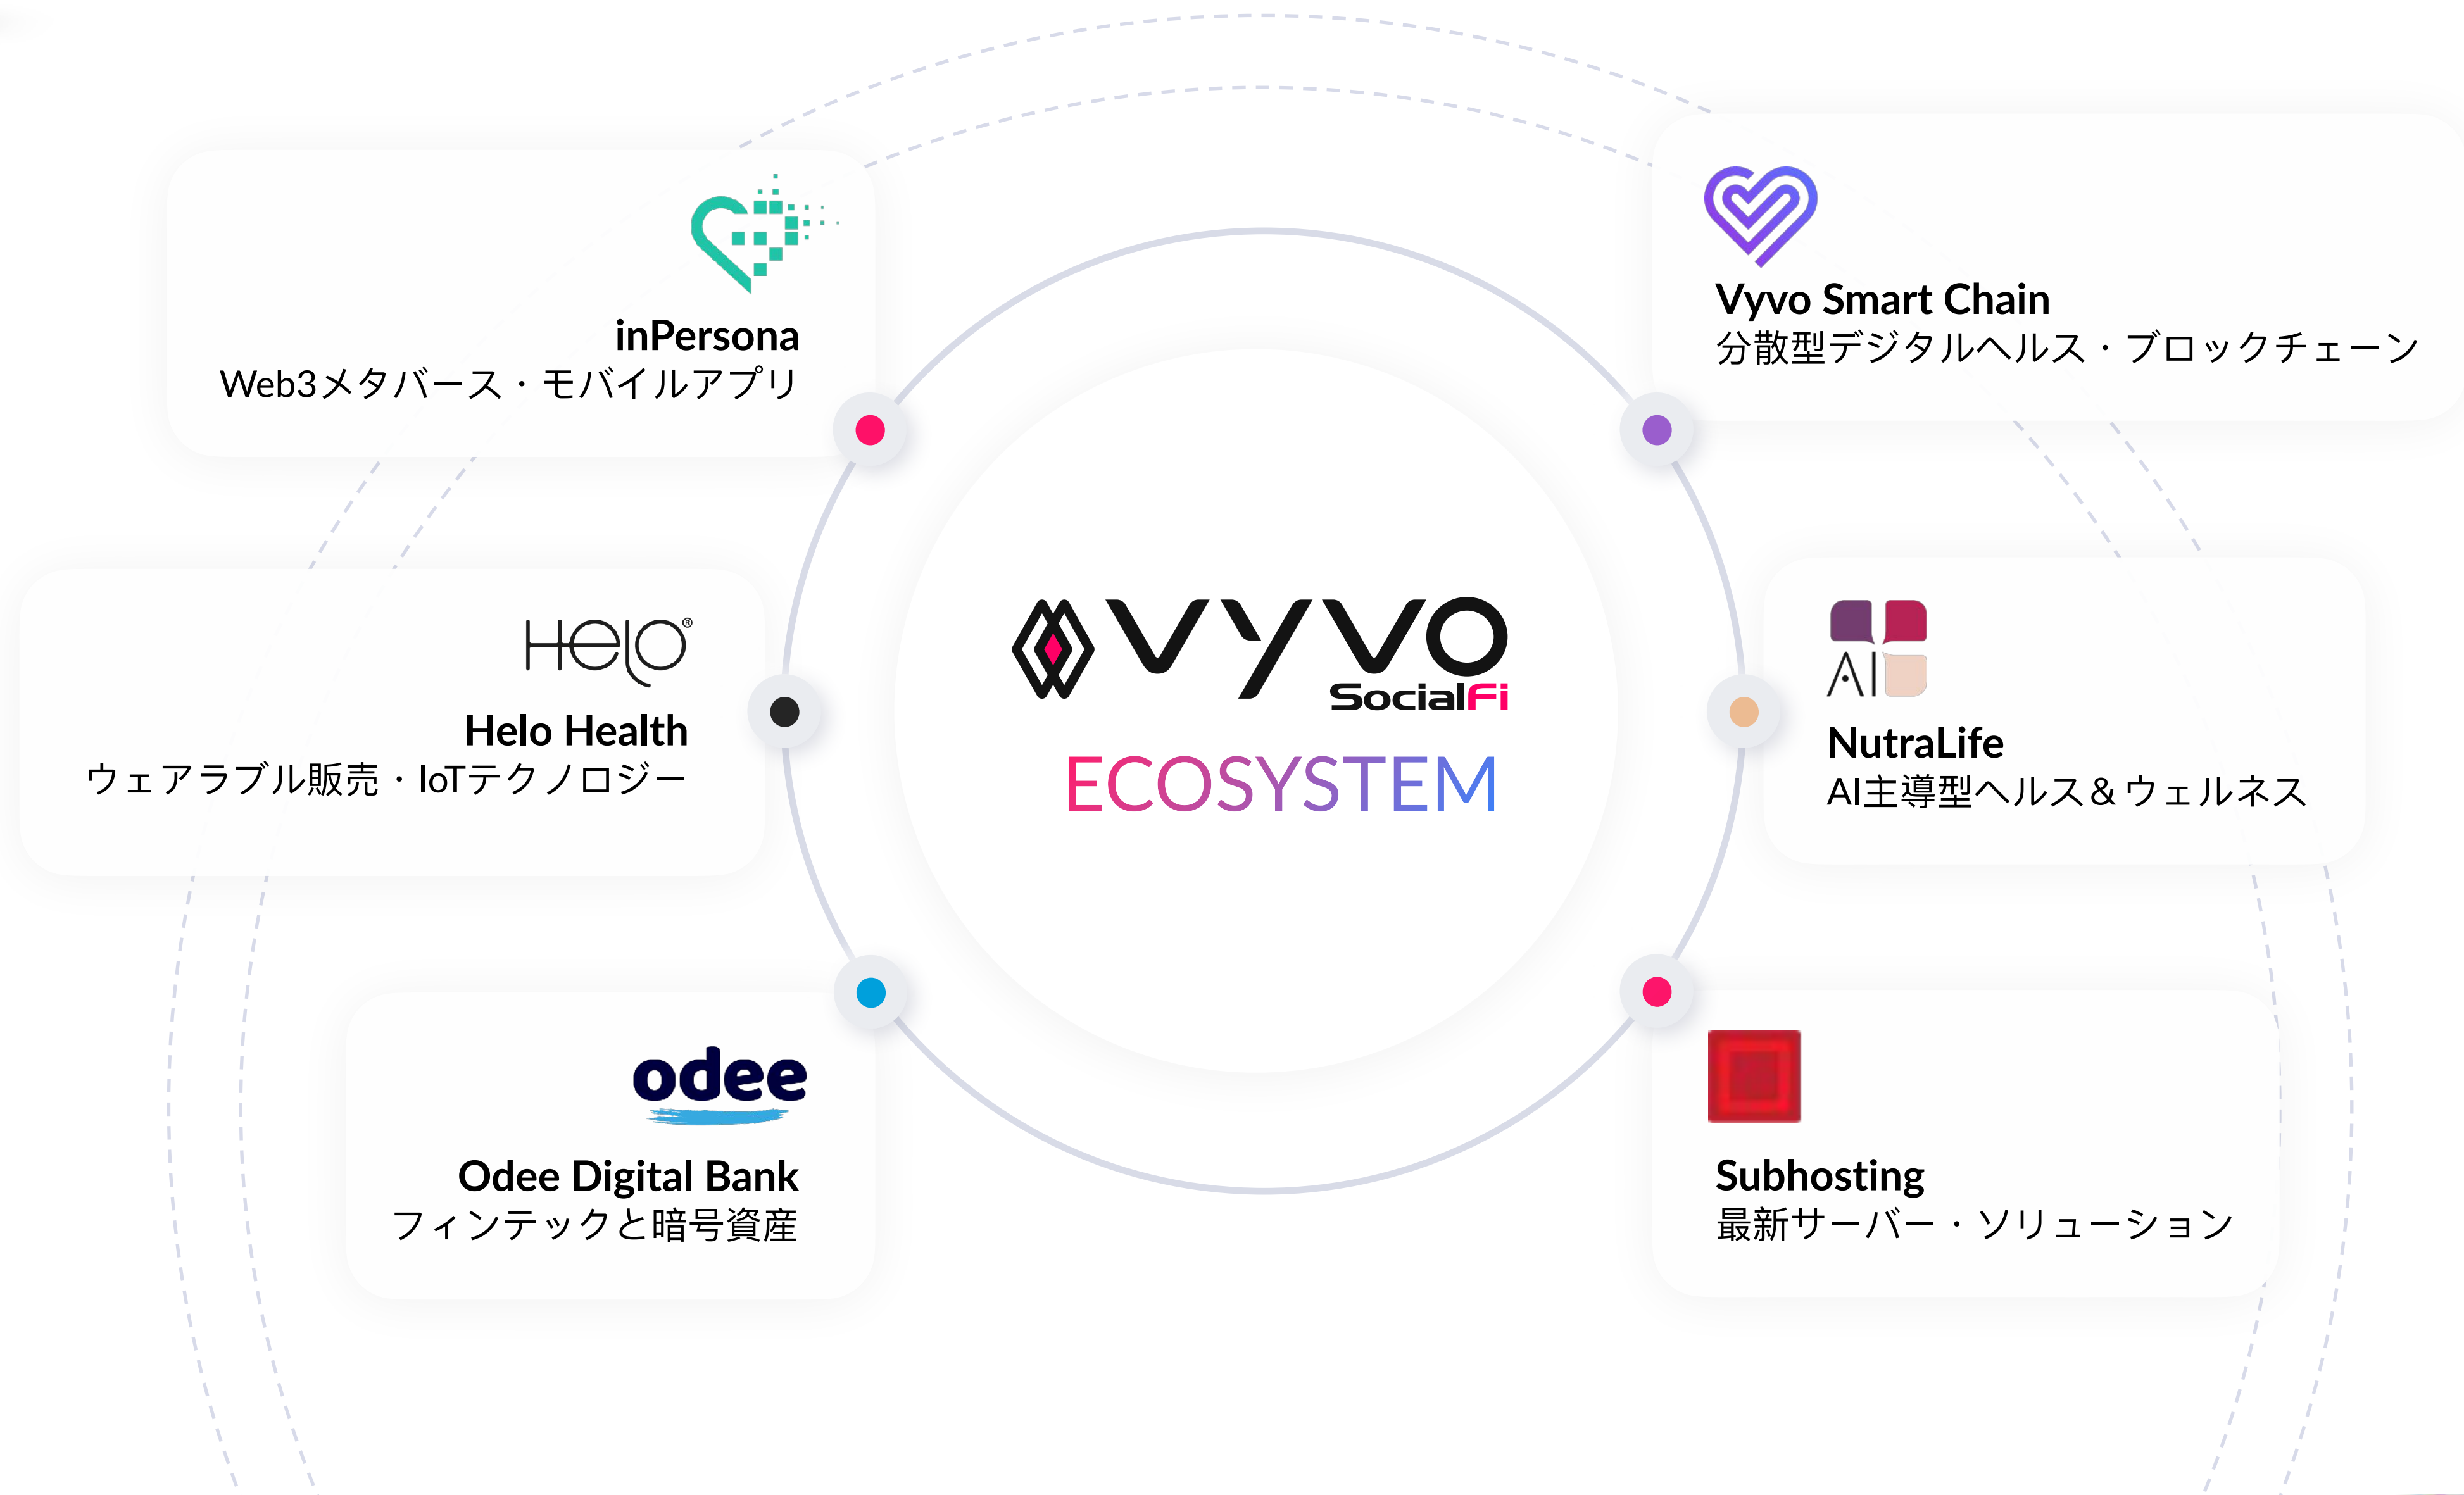 inPersona
Web3メタバース・モバイルアプリ
Helo®
Helo Health
ウェアラブル販売・IoTテクノロジー
odee
Odee Digital Bank
フィンテックと暗号資産
VYVO
SocialFi
ECOSYSTEM
Vyvo Smart Chain
分散型デジタルヘルス・ブロックチェーン
AI
NutraLife
AI主導型ヘルス＆ウェルネス
Subhosting
最新サーバー・ソリューション